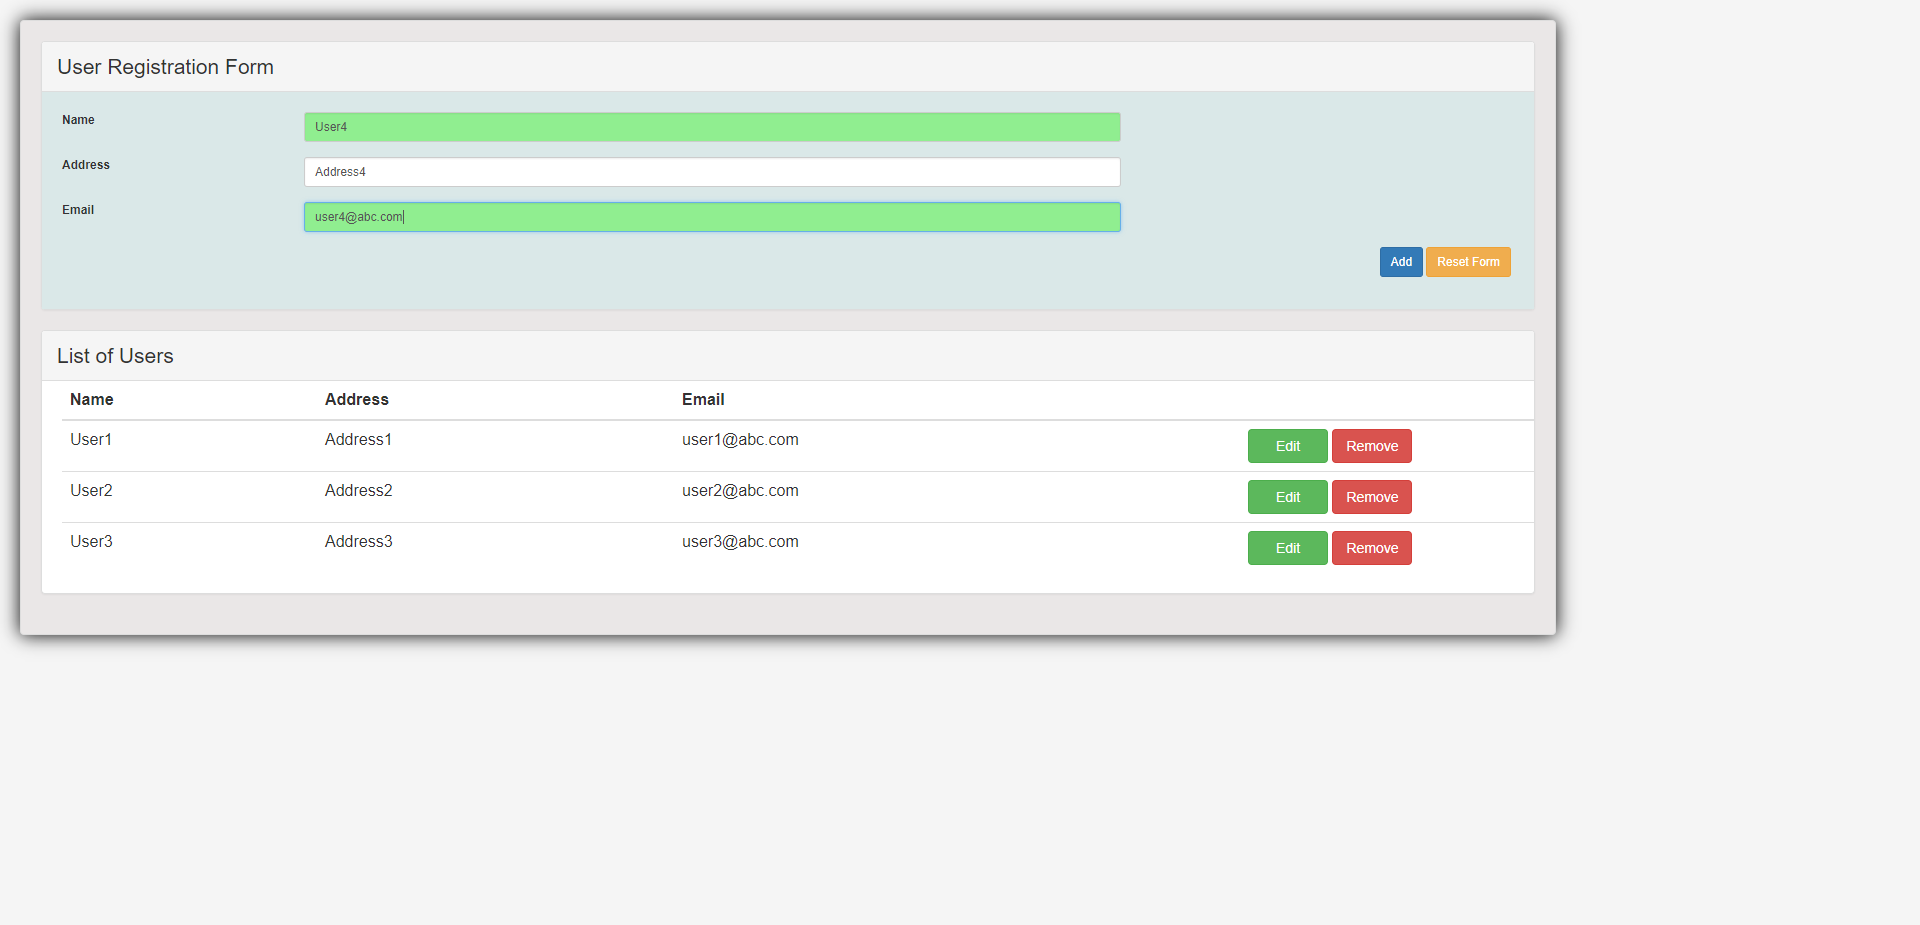 User Registration Form
Name
User4
Address
Address4
Email
user4@abc.com
Add Reset Form
List of Users
Name Address Email
User1 Address1 user1@abc.com Edit Remove
User2 Address2 user2@abc.com Edit Remove
User3 Address3 user3@abc.com Edit Remove